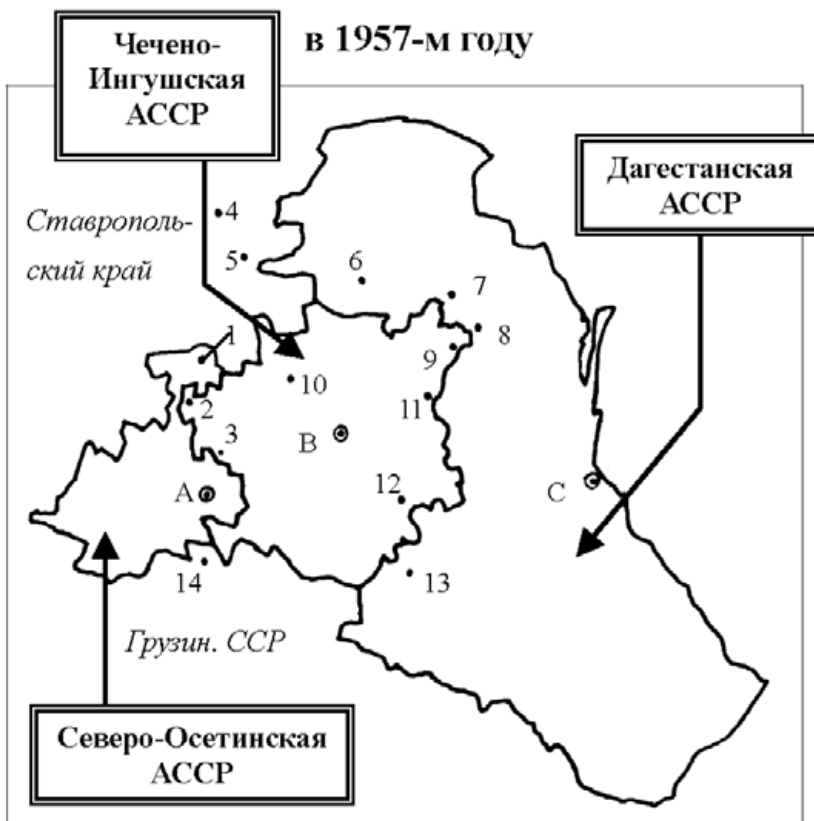 Чечено-
Ингушская
АССР
в 1957-м году
Дагестанская
АССР
Ставрополь-
ский край
4
5
6
7
8
1
9
10
2
11
3
B
A
12
C
14
13
Грузин. ССР
Северо-Осетинская
АССР